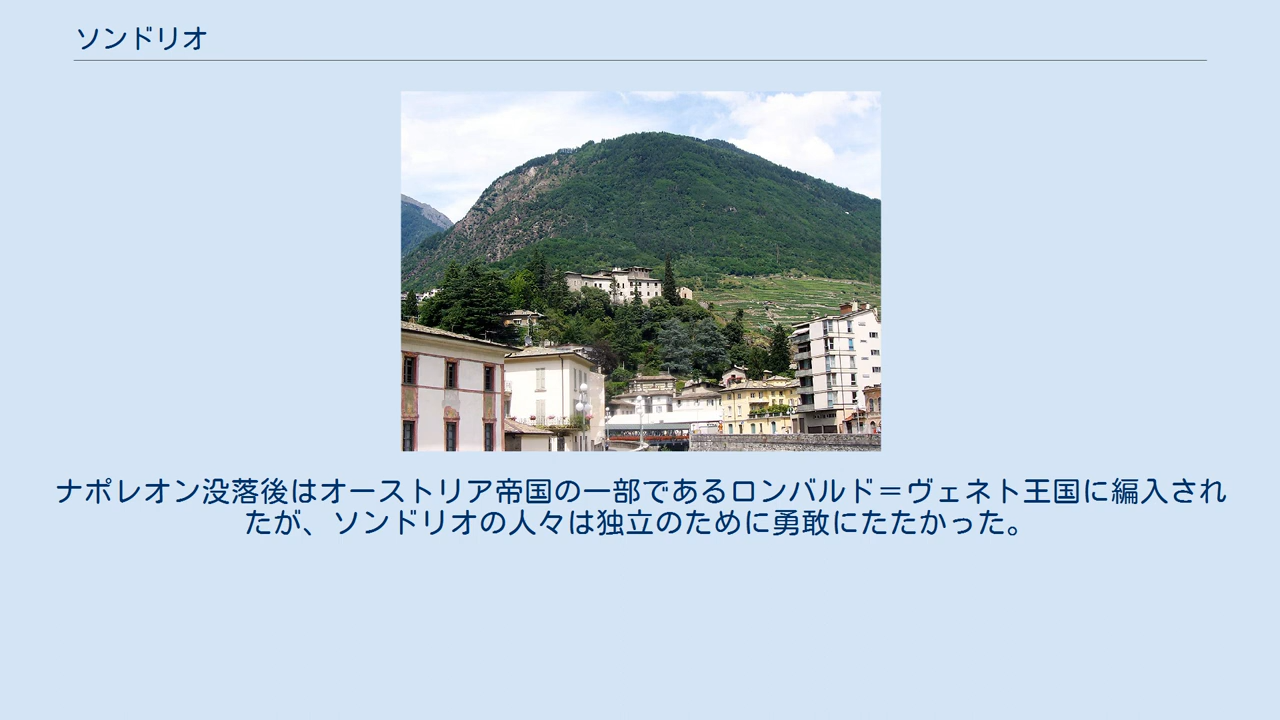 ソンドリオ
ナポレオン没落後はオーストリア帝国の一部であるロンバルド＝ヴェネト王国に編入され
たが、ソンドリオの人々は独立のために勇敢にたたかった。